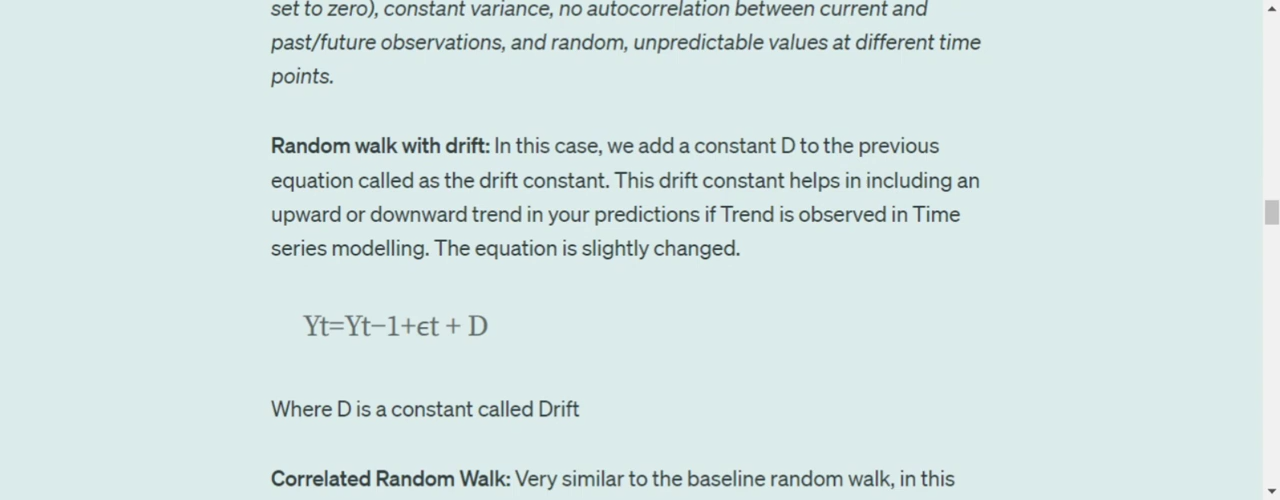 set to zero), constant variance, no autocorrelation between current and
past/future observations, and random, unpredictable values at different time
points.
Random walk with drift: In this case, we add a constant D to the previous
equation called as the drift constant. This drift constant helps in including an
upward or downward trend in your predictions if Trend is observed in Time
series modelling. The equation is slightly changed.
Yt=Yt−1+ϵt + D
Where D is a constant called Drift
Correlated Random Walk: Very similar to the baseline random walk, in this